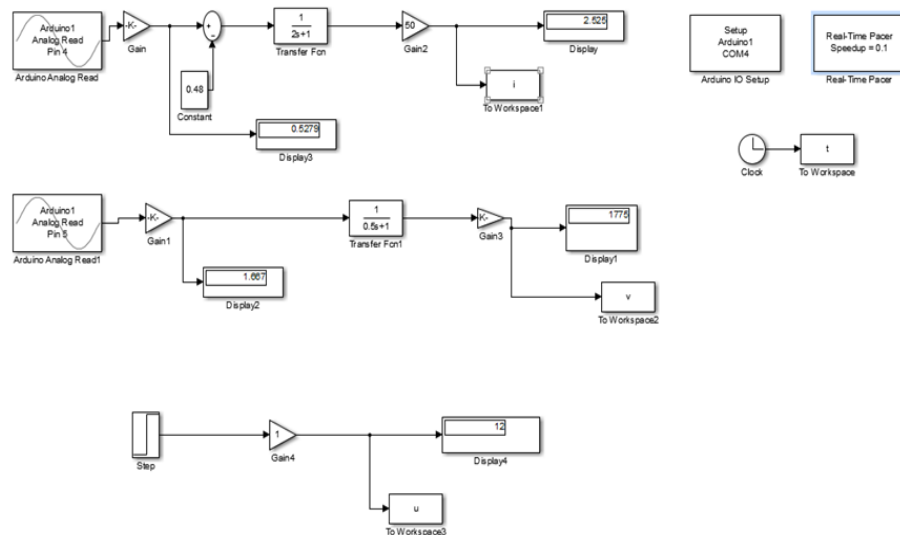 Arduino1
Analog Read
Pin 4
Arduino Analog Read
-K-
Gain
+
−
1
2s+1
Transfer Fcn
50
Gain2
2.525
Display
i
To Workspace1
0.48
Constant
0.5279
Display3
Setup
Arduino1
COM4
Arduino IO Setup
Real-Time Pacer
Speedup = 0.1
Real-Time Pacer
Clock
t
To Workspace
Arduino1
Analog Read
Pin 5
Arduino Analog Read1
-K-
Gain1
1
0.5s+1
Transfer Fcn1
K-
Gain3
1775
Display1
1.667
Display2
v
To Workspace2
Step
1
Gain4
12
Display4
u
To Workspace3